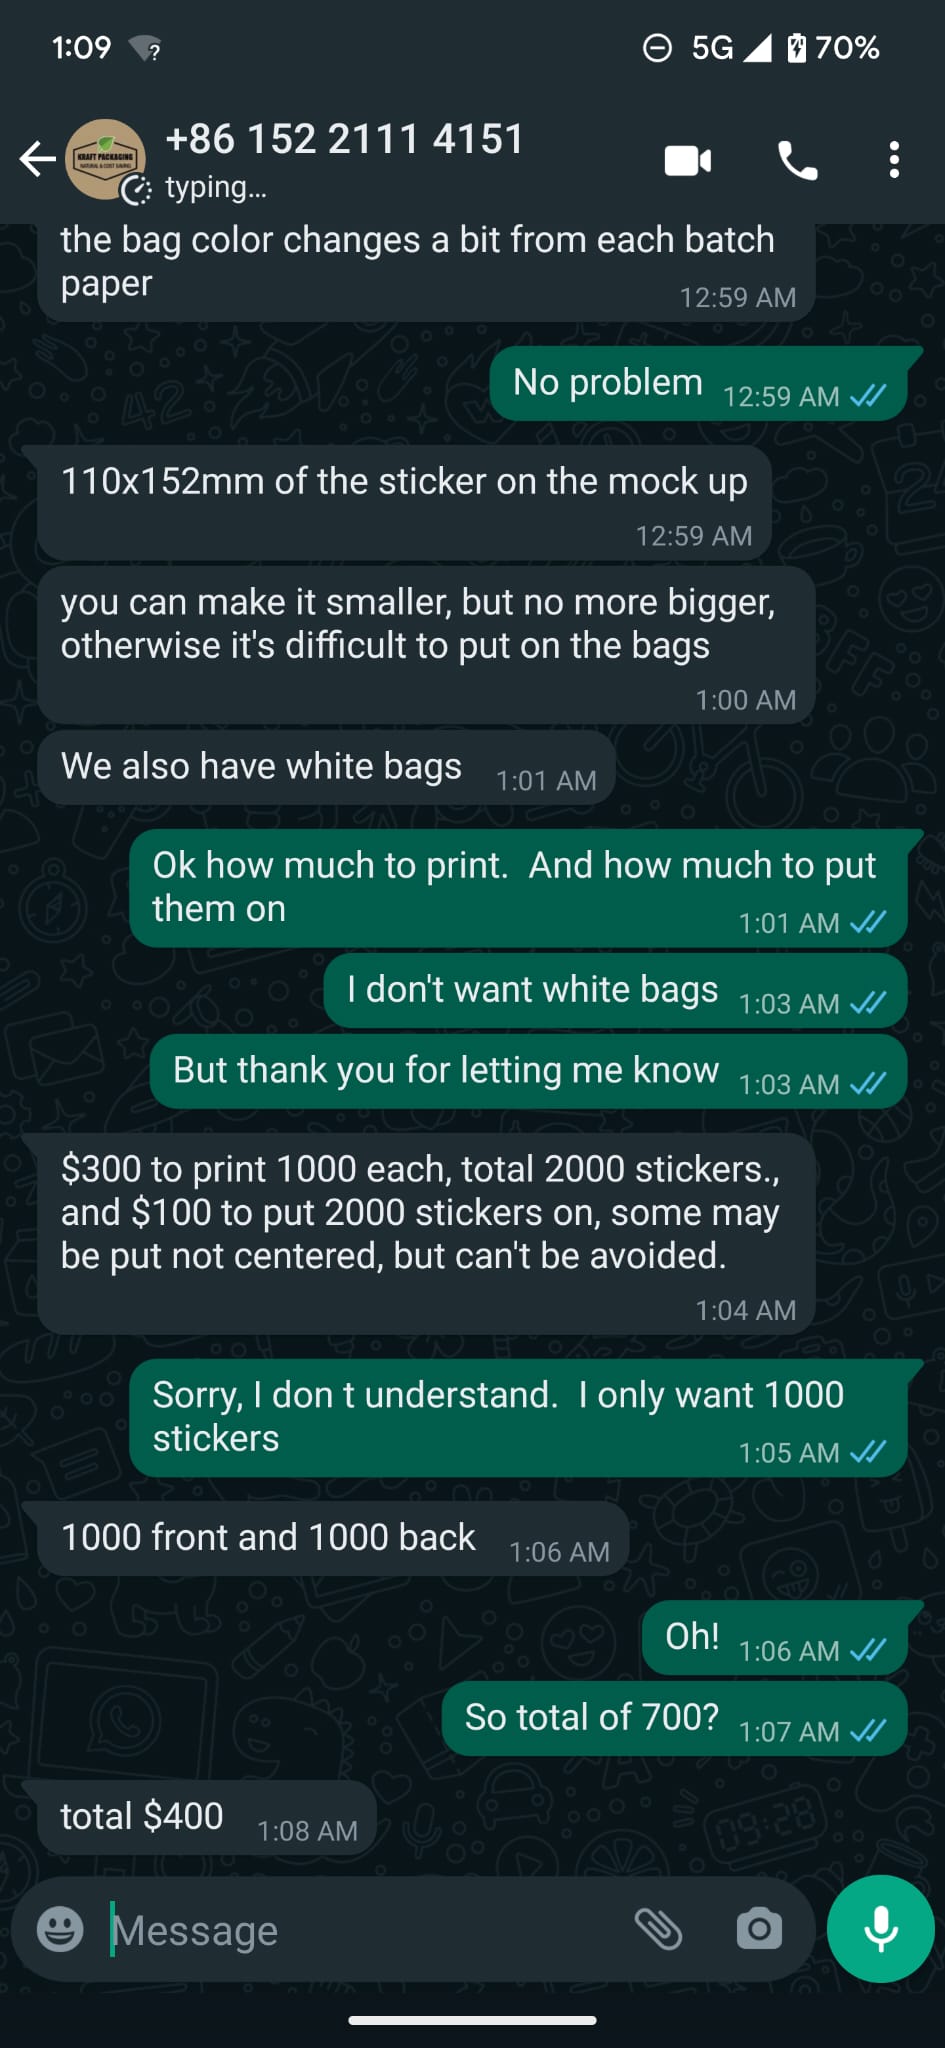 1:09
5G
70%
KRAFT PACKAGING
NATURAL & COST SAVING
+86 152 2111 4151
typing...
the bag color changes a bit from each batch
paper
12:59 AM
No problem
12:59 AM
110x152mm of the sticker on the mock up
12:59 AM
you can make it smaller, but no more bigger,
otherwise it's difficult to put on the bags
1:00 AM
We also have white bags
1:01 AM
Ok how much to print.  And how much to put
them on
1:01 AM
I don't want white bags
1:03 AM
But thank you for letting me know
1:03 AM
$300 to print 1000 each, total 2000 stickers.,
and $100 to put 2000 stickers on, some may
be put not centered, but can't be avoided.
1:04 AM
Sorry, I don t understand.  I only want 1000
stickers
1:05 AM
1000 front and 1000 back
1:06 AM
Oh!
1:06 AM
So total of 700?
1:07 AM
total $400
1:08 AM
Message